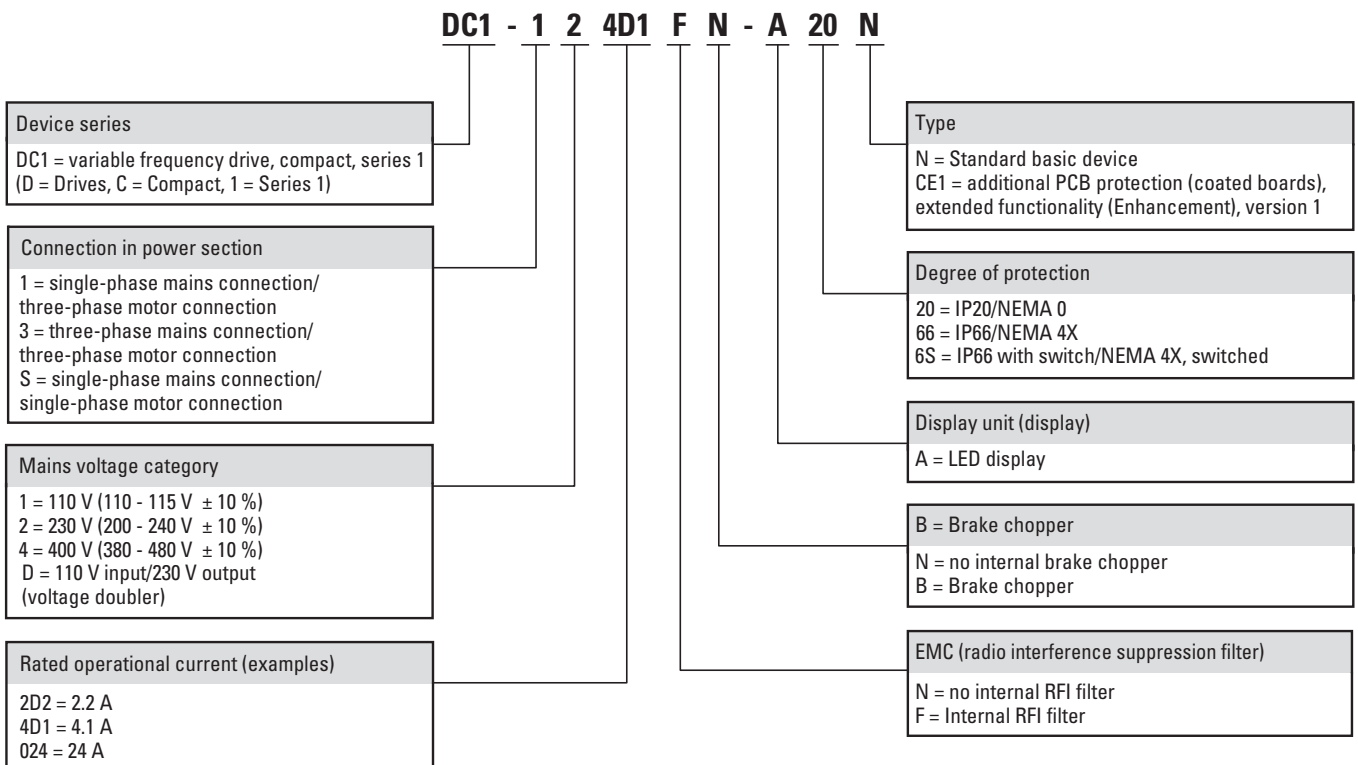 DC1 - 1 2 4D1 F N - A 20 N
Device series
DC1 = variable frequency drive, compact, series 1
(D = Drives, C = Compact, 1 = Series 1)
Connection in power section
1 = single-phase mains connection/
three-phase motor connection
3 = three-phase mains connection/
three-phase motor connection
S = single-phase mains connection/
single-phase motor connection
Mains voltage category
1 = 110 V (110 - 115 V ± 10 %)
2 = 230 V (200 - 240 V ± 10 %)
4 = 400 V (380 - 480 V ± 10 %)
D = 110 V input/230 V output
(voltage doubler)
Rated operational current (examples)
2D2 = 2.2 A
4D1 = 4.1 A
024 = 24 A
Type
N = Standard basic device
CE1 = additional PCB protection (coated boards),
extended functionality (Enhancement), version 1
Degree of protection
20 = IP20/NEMA 0
66 = IP66/NEMA 4X
6S = IP66 with switch/NEMA 4X, switched
Display unit (display)
A = LED display
B = Brake chopper
N = no internal brake chopper
B = Brake chopper
EMC (radio interference suppression filter)
N = no internal RFI filter
F = Internal RFI filter